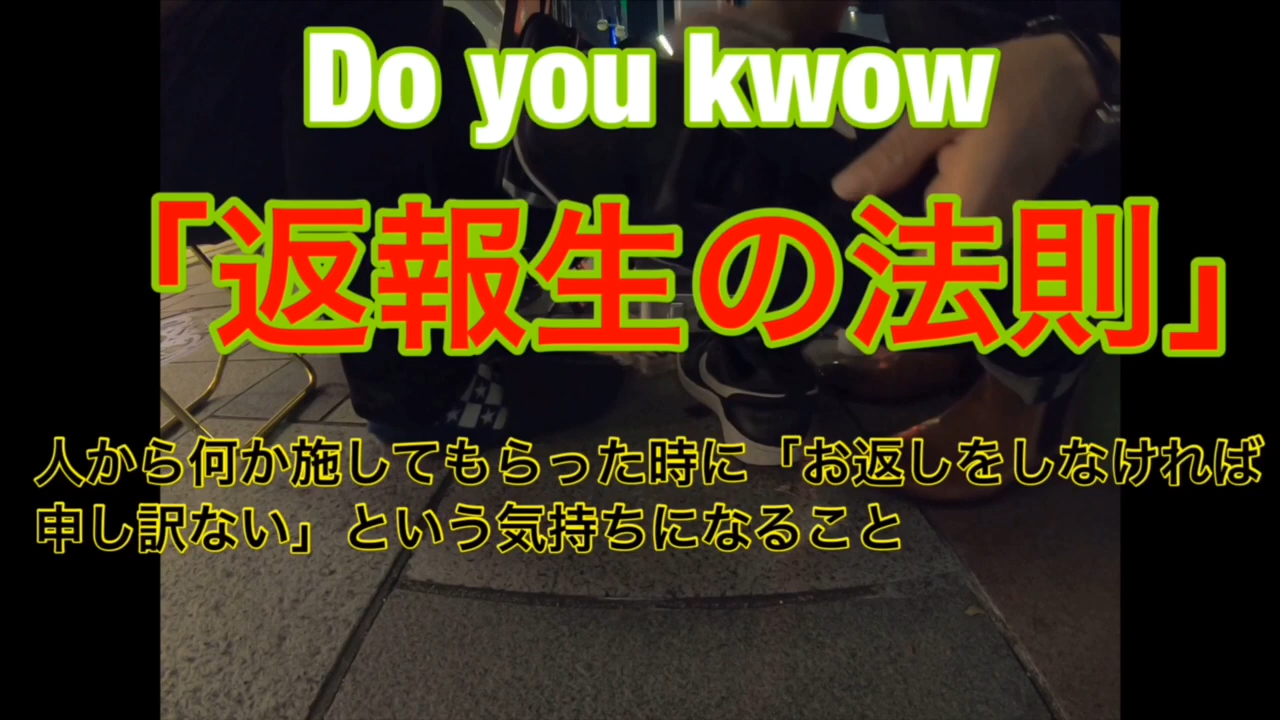 Do you kwow
「返報生の法則」
人から何か施してもらった時に「お返しをしなければ
申し訳ない」という気持ちになること